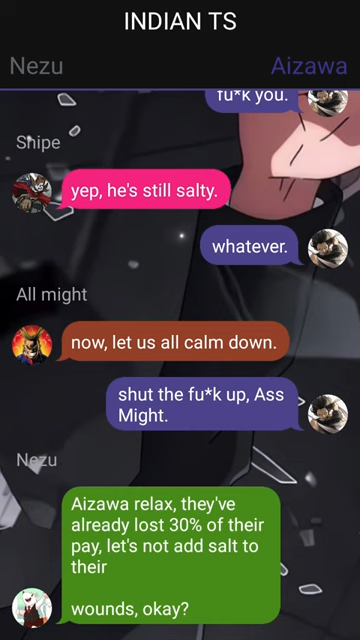 INDIAN TS
Nezu
Aizawa
fu*k you.
Snipe
yep, he's still salty.
whatever.
All might
now, let us all calm down.
shut the fu*k up, Ass
Might.
Nezu
Aizawa relax, they've
already lost 30% of their
pay, let's not add salt to
their
wounds, okay?